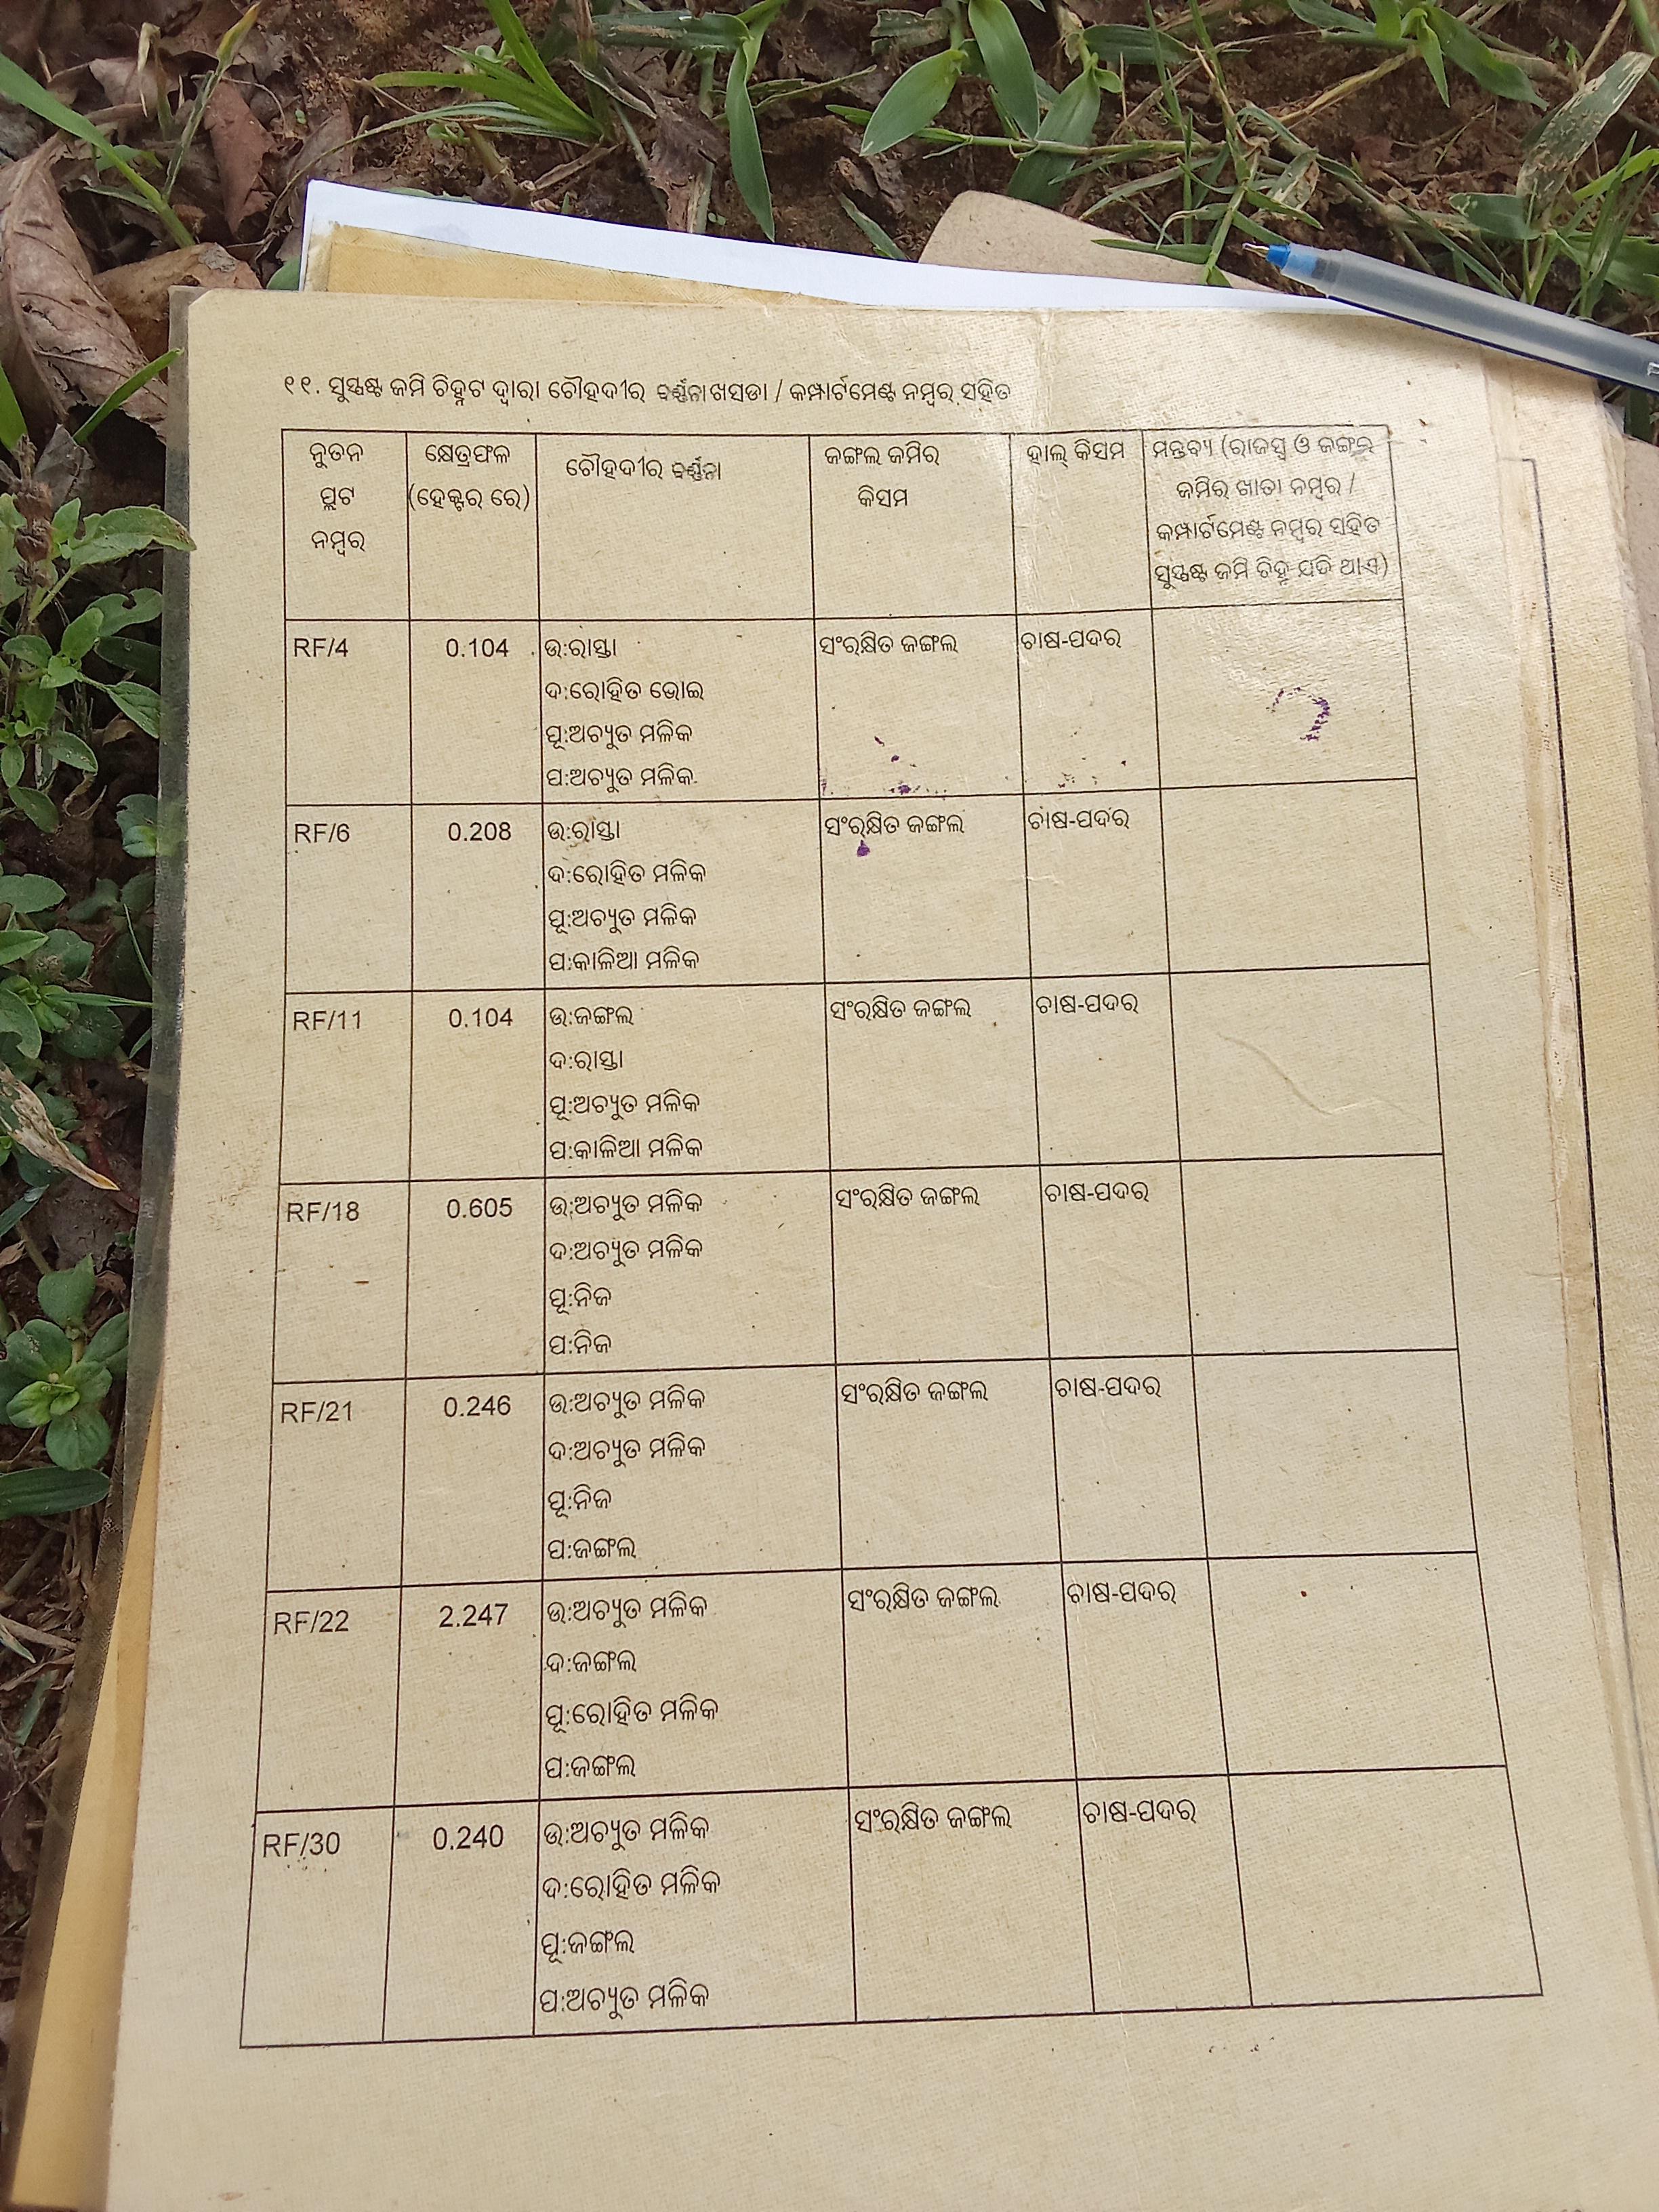 ୧୧. ସୁସ୍ପଷ୍ଟ ଜମି ଚିହ୍ନଟ ଦ୍ୱାରା ଚୌହଦୀର ବର୍ଣ୍ଣନା ଖସଡା / କମ୍ପାର୍ଟମେଣ୍ଟ ନମ୍ବର ସହିତ
ନୁତନ ପ୍ଲଟ ନମ୍ବର
କ୍ଷେତ୍ରଫଳ (ହେକ୍ଟର ରେ)
ଚୌହଦୀର ବର୍ଣ୍ଣନା
ଜଙ୍ଗଲ ଜମିର କିସମ
ହାଲ୍ କିସମ
ମନ୍ତବ୍ୟ (ରାଜସ୍ୱ ଓ ଜଙ୍ଗଲ
ଜମିର ଖାତା ନମ୍ବର /
କମ୍ପାର୍ଟମେଣ୍ଟ ନମ୍ବର ସହିତ
ସୁସ୍ପଷ୍ଟ ଜମି ଚିହ୍ନ ଯଦି ଥାଏ)
RF/4 0.104 ଉ:ରାସ୍ତା ସଂରକ୍ଷିତ ଜଙ୍ଗଲ ଚାଷ-ପଦର
ଦ:ରୋହିତ ଭୋଇ
ପୂ:ଅଚ୍ୟୁତ ମଳିକ
ପ:ଅଚ୍ୟୁତ ମଳିକ
RF/6 0.208 ଉ:ରାସ୍ତା ସଂରକ୍ଷିତ ଜଙ୍ଗଲ ଚାଷ-ପଦର
ଦ:ରୋହିତ ମଳିକ
ପୂ:ଅଚ୍ୟୁତ ମଳିକ
ପ:କାଳିଆ ମଳିକ
RF/11 0.104 ଉ:ଜଙ୍ଗଲ ସଂରକ୍ଷିତ ଜଙ୍ଗଲ ଚାଷ-ପଦର
ଦ:ରାସ୍ତା
ପୂ:ଅଚ୍ୟୁତ ମଳିକ
ପ:କାଳିଆ ମଳିକ
RF/18 0.605 ଉ:ଅଚ୍ୟୁତ ମଳିକ ସଂରକ୍ଷିତ ଜଙ୍ଗଲ ଚାଷ-ପଦର
ଦ:ଅଚ୍ୟୁତ ମଳିକ
ପୂ:ନିଜ
ପ:ନିଜ
RF/21 0.246 ଉ:ଅଚ୍ୟୁତ ମଳିକ ସଂରକ୍ଷିତ ଜଙ୍ଗଲ ଚାଷ-ପଦର
ଦ:ଅଚ୍ୟୁତ ମଳିକ
ପୂ:ନିଜ
ପ:ଜଙ୍ଗଲ
RF/22 2.247 ଉ:ଅଚ୍ୟୁତ ମଳିକ ସଂରକ୍ଷିତ ଜଙ୍ଗଲ ଚାଷ-ପଦର
ଦ:ଜଙ୍ଗଲ
ପୂ:ରୋହିତ ମଳିକ
ପ:ଜଙ୍ଗଲ
RF/30 0.240 ଉ:ଅଚ୍ୟୁତ ମଳିକ ସଂରକ୍ଷିତ ଜଙ୍ଗଲ ଚାଷ-ପଦର
ଦ:ରୋହିତ ମଳିକ
ପୂ:ଜଙ୍ଗଲ
ପ:ଅଚ୍ୟୁତ ମଳିକ